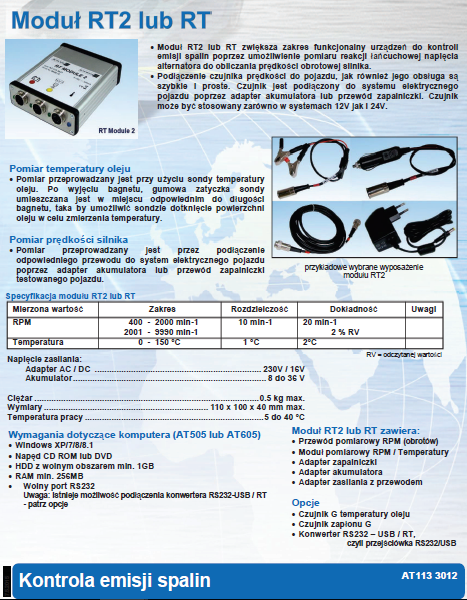 Moduł RT2 lub RT
• Moduł RT2 lub RT zwiększa zakres funkcjonalny urządzeń do kontroli
emisji spalin poprzez umożliwienie pomiaru reakcji łańcuchowej napięcia
alternatora do obliczania prędkości obrotowej silnika.
• Podłączenie czujnika prędkości do pojazdu, jak również jego obsługa są
szybkie i proste. Czujnik jest podłączony do systemu elektrycznego
pojazdu poprzez adapter akumulatora lub przewód zapalniczki. Czujnik
może być stosowany zarówno w systemach 12V jak i 24V.
RT MODULE 2
RT Module 2
Pomiar temperatury oleju
• Pomiar przeprowadzany jest przy użyciu sondy temperatury
oleju. Po wyjęciu bagnetu, gumowa zatyczka sondy
umieszczana jest w miejscu odpowiednim do długości
bagnetu, taka by umożliwić sondzie dotknięcie powierzchni
oleju w celu zmierzenia temperatury.
Pomiar prędkości silnika
• Pomiar przeprowadzany jest przez podłączenie
odpowiedniego przewodu do system elektrycznego pojazdu
poprzez adapter akumulatora lub przewód zapalniczki
testowanego pojazdu.
przykładowe wybrane wyposażenie
modułu RT2
Specyfikacja modułu RT2 lub RT
Mierzona wartość Zakres Rozdzielczość Dokładność Uwagi
RPM 400 - 2000 min-1 10 min-1 20 min-1
2001 - 9990 min-1 2 % RV
Temperatura 0 - 150 °C 1 °C 2°C
RV = odczytanej wartości
Napięcie zasilania:
Adapter AC / DC ........ 230V / 16V
Akumulator ........ 8 do 36 V
Ciężar ........ 0.5 kg max.
Wymiary ........ 110 x 100 x 40 mm max.
Temperatura pracy ........ 5 do 40 °C
Wymagania dotyczące komputera (AT505 lub AT605)
• Windows XP/7/8/8.1
• Napęd CD ROM lub DVD
• HDD z wolnym obszarem min. 1GB
• RAM min. 256MB
• Wolny port RS232
Uwaga: Istnieje możliwość podłączenia konwertera RS232-USB / RT
- patrz opcje
Moduł RT2 lub RT zawiera:
• Przewód pomiarowy RPM (obrotów)
• Moduł pomiarowy RPM / Temperatury
• Adapter zapalniczki
• Adapter akumulatora
• Adapter zasilania z przewodem
Opcje
• Czujnik G temperatury oleju
• Czujnik zapłonu G
• Konwerter RS232 – USB / RT,
czyli przejściówka RS232/USB
Kontrola emisji spalin
AT113 3012